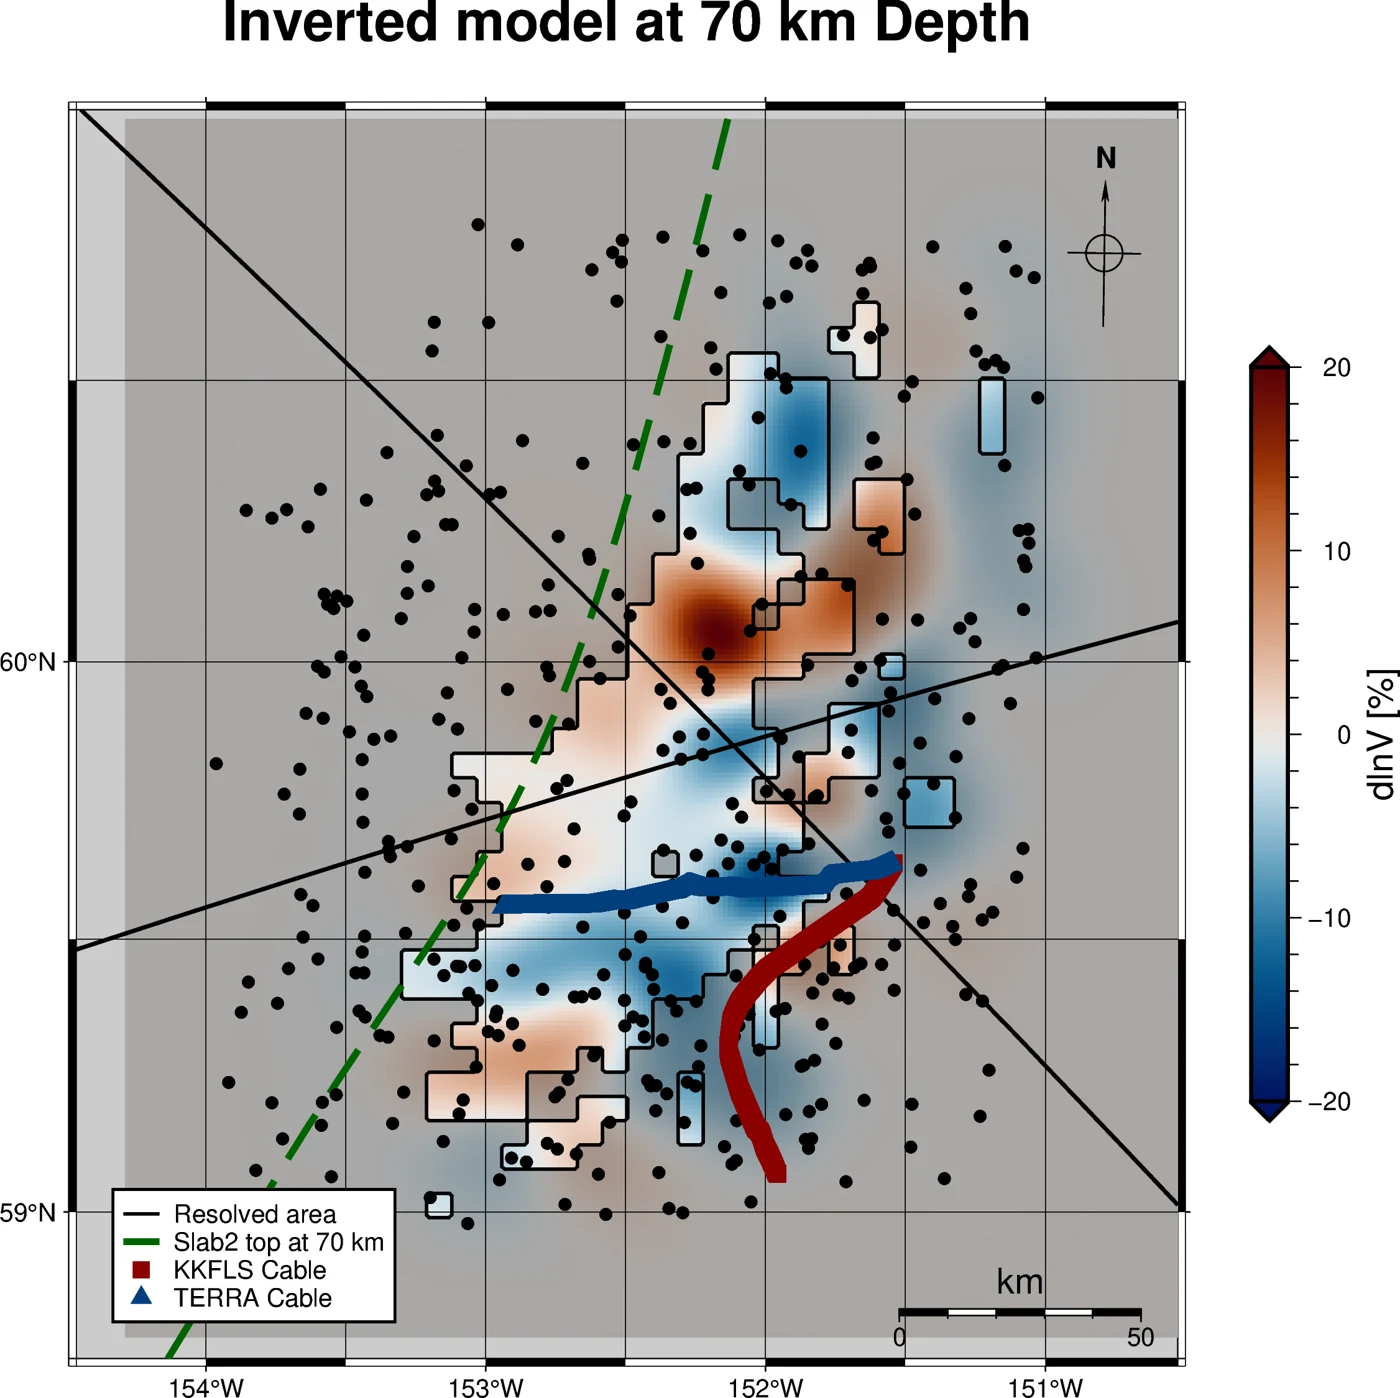 Inverted model at 70 km Depth
N
20
10
0
−10
−20
dlnV [%]
60°N
59°N
Resolved area
Slab2 top at 70 km
KKFLS Cable
TERRA Cable
km
0 50
154°W 153°W 152°W 151°W